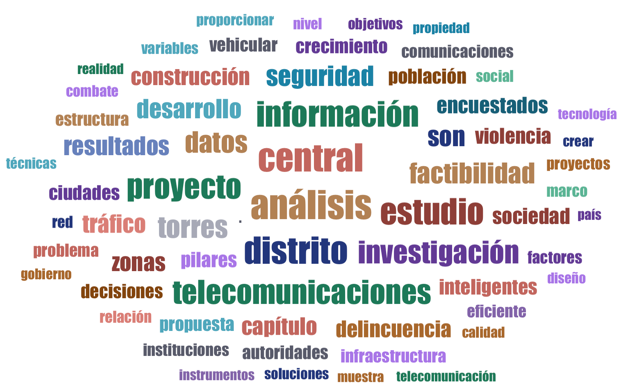 proporcionar nivel objetivos propiedad
variables vehicular crecimiento comunicaciones
realidad construcción seguridad población social
combate desarrollo información encuestados tecnología
estructura resultados datos son violencia crear
técnicas central factibilidad proyectos
ciudades proyecto análisis estudio sociedad marco país
red tráfico torres distrito investigación factores
problema zonas pilares diseño
gobierno decisiones telecomunicaciones inteligentes
relación propuesta capítulo delincuencia eficiente calidad
instituciones autoridades infraestructura
instrumentos soluciones muestra telecomunicación